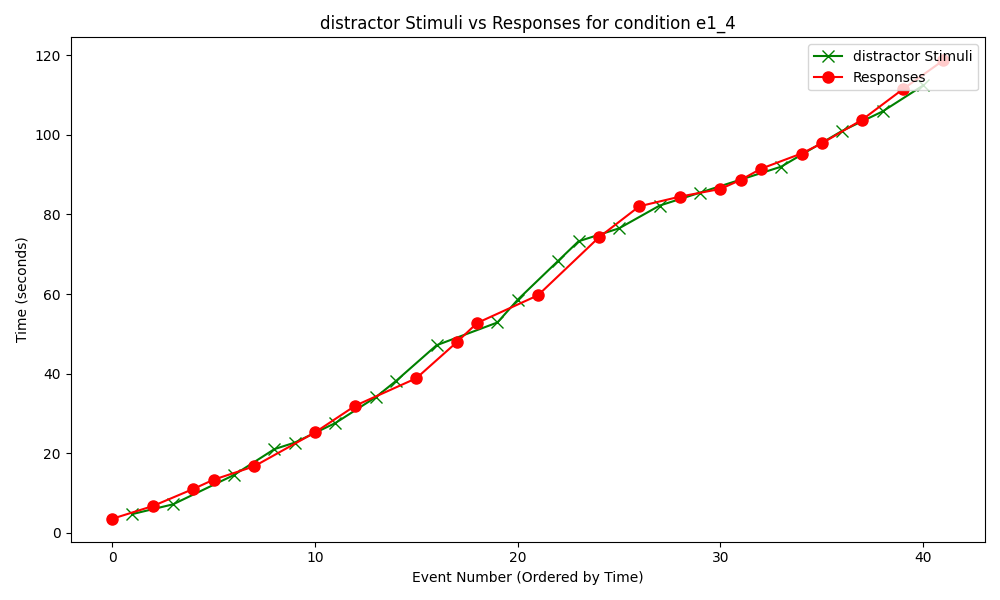 distractor Stimuli vs Responses for condition e1_4
distractor Stimuli
Responses
120
100
80
60
40
20
0
Time (seconds)
0 10 20 30 40
Event Number (Ordered by Time)